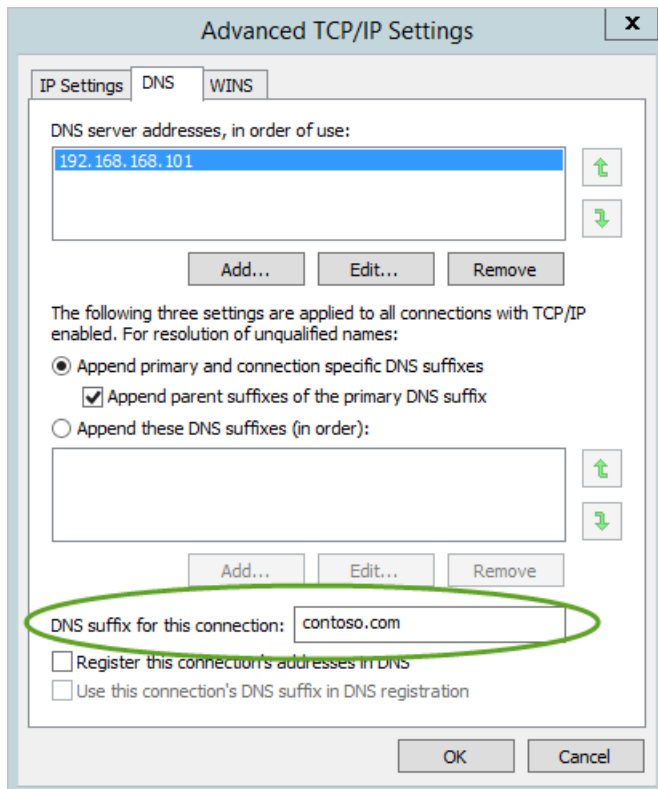 Advanced TCP/IP Settings
x
IP Settings DNS WINS
DNS server addresses, in order of use:
192.168.168.101
Add... Edit... Remove
The following three settings are applied to all connections with TCP/IP
enabled. For resolution of unqualified names:
Append primary and connection specific DNS suffixes
Append parent suffixes of the primary DNS suffix
Append these DNS suffixes (in order):
Add... Edit... Remove
DNS suffix for this connection: contoso.com
Register this connection's addresses in DNS
Use this connection's DNS suffix in DNS registration
OK Cancel